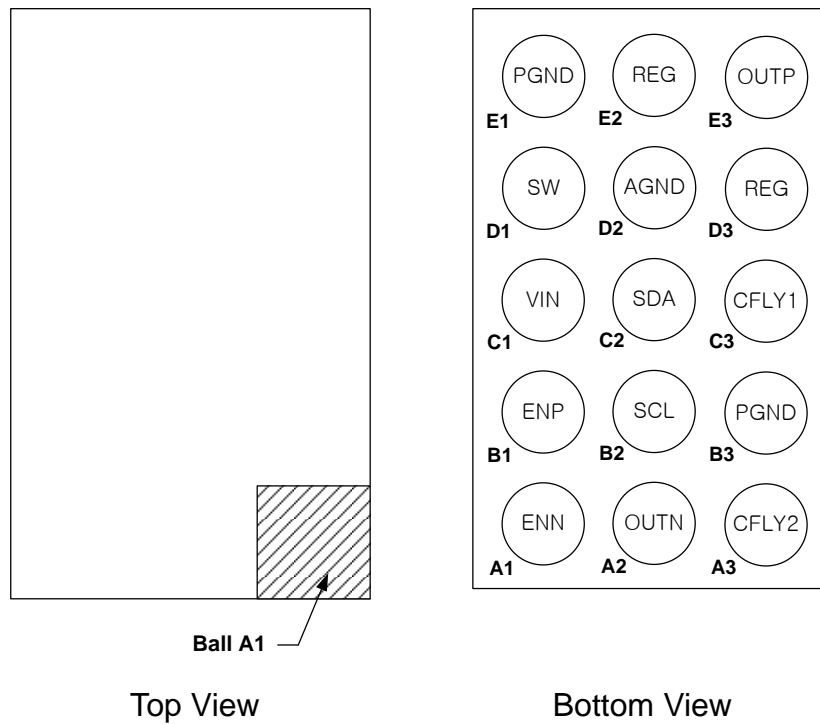 PGND REG OUTP
E1 E2 E3
SW AGND REG
D1 D2 D3
VIN SDA CFLY1
C1 C2 C3
ENP SCL PGND
B1 B2 B3
ENN OUTN CFLY2
A1 A2 A3
Ball A1
Top View
Bottom View